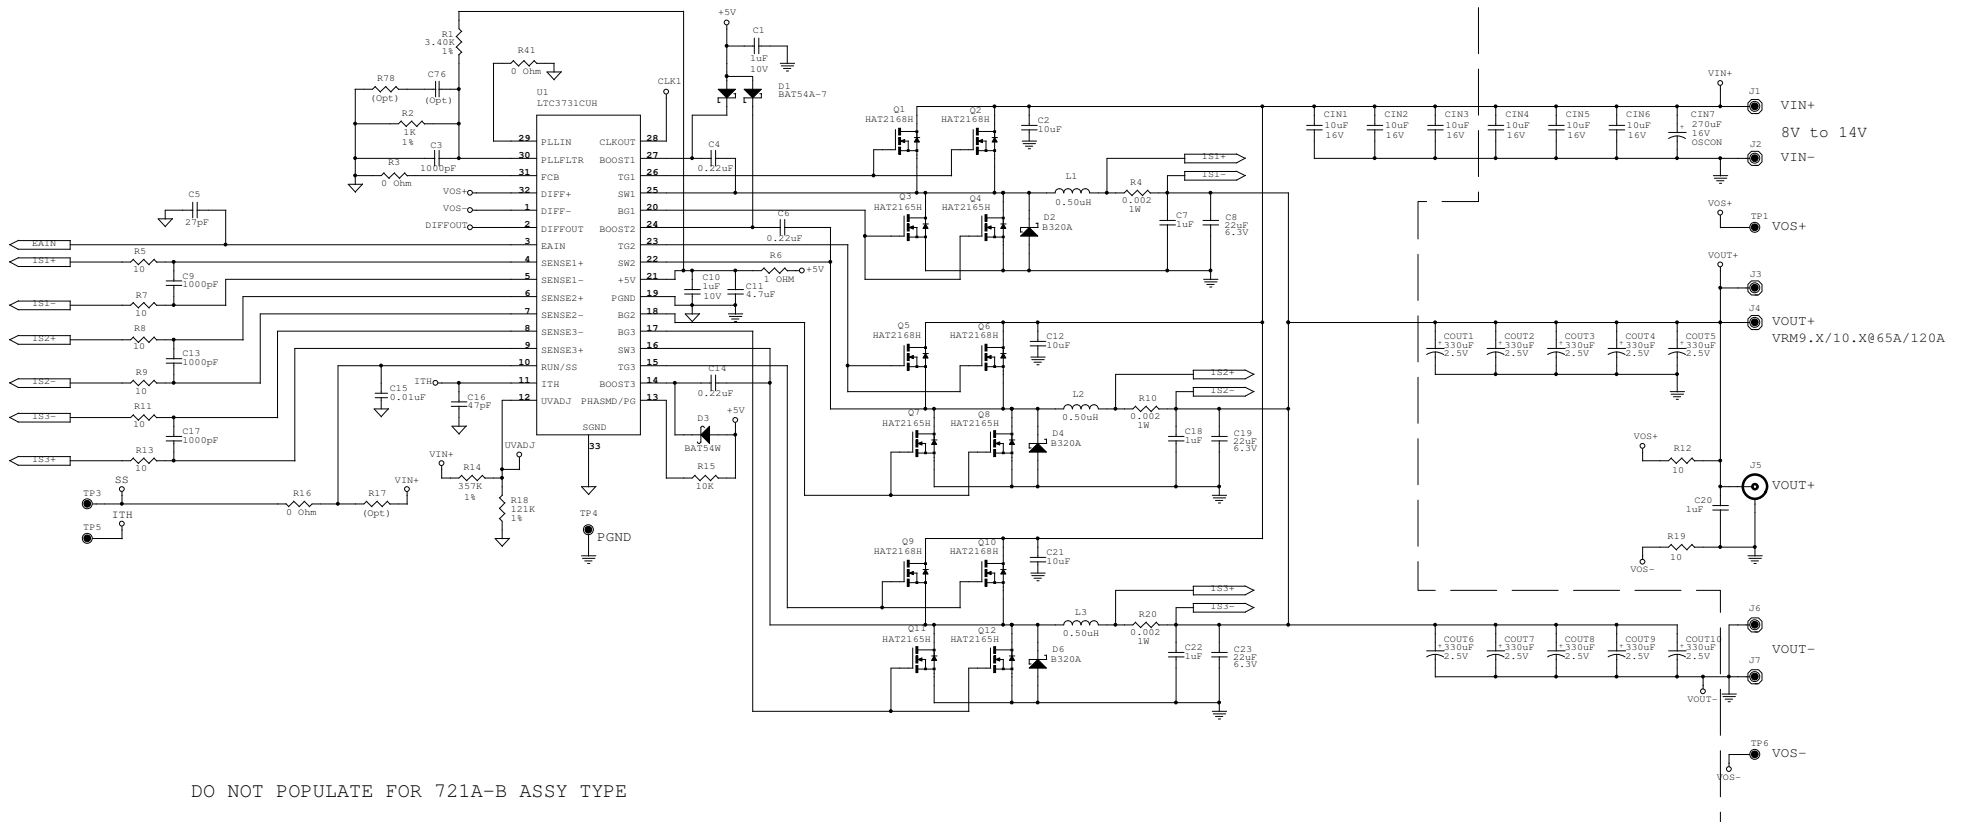 +5V
R1
3.40K
1%
R41
0 Ohm
C1
1uF
10V
D1
BAT54A-7
CLK1
R78
(Opt)
C76
(Opt)
R2
1K
1%
C3
1000pF
R3
0 Ohm
U1
LTC3731CUH
29 PLLIN
30 PLLFLTR
31 FCB
32 DIFF+
1 DIFF-
2 DIFFOUT
3 EAIN
4 SENSE1+
5 SENSE1-
6 SENSE2+
7 SENSE2-
8 SENSE3-
9 SENSE3+
10 RUN/SS
11 ITH
12 UVADJ
SGND
33
CLKOUT 28
BOOST1 27
TG1 26
SW1 25
BG1 20
BOOST2 24
TG2 23
SW2 22
+5V 21
PGND 19
BG2 18
BG3 17
SW3 16
TG3 15
BOOST3 14
PHASMD/PG 13
VOS+
VOS-
DIFFOUT
C5
27pF
EAIN
IS1+
R5
10
C9
1000pF
IS1-
R7
10
IS2+
R8
10
C13
1000pF
IS2-
R9
10
IS3-
R11
10
C17
1000pF
IS3+
R13
10
TP3
SS
TP5
ITH
R16
0 Ohm
R17
(Opt)
VIN+
C15
0.01uF
ITH
C16
47pF
VIN+
R14
357K
1%
UVADJ
R18
121K
1%
TP4
PGND
C4
0.22uF
C6
0.22uF
R6
1 OHM
+5V
C10
1uF
10V
C11
4.7uF
C14
0.22uF
D3
BAT54W
+5V
R15
10K
Q1
HAT2168H
Q2
HAT2168H
C2
10uF
Q3
HAT2165H
Q4
HAT2165H
D2
B320A
L1
0.50uH
R4
0.002
1W
IS1+
IS1-
C7
1uF
C8
22uF
6.3V
Q5
HAT2168H
Q6
HAT2168H
C12
10uF
Q7
HAT2165H
Q8
HAT2165H
D4
B320A
L2
0.50uH
R10
0.002
1W
IS2+
IS2-
C18
1uF
C19
22uF
6.3V
Q9
HAT2168H
Q10
HAT2168H
C21
10uF
Q11
HAT2165H
Q12
HAT2165H
D6
B320A
L3
0.50uH
R20
0.002
1W
IS3+
IS3-
C22
1uF
C23
22uF
6.3V
CIN1
10uF
16V
CIN2
10uF
16V
CIN3
10uF
16V
CIN4
10uF
16V
CIN5
10uF
16V
CIN6
10uF
16V
CIN7
270uF
16V
OSCON
VIN+
J1
VIN+
8V to 14V
J2
VIN-
VOS+
TP1
VOS+
VOUT+
J3
J4
VOUT+
VRM9.X/10.X@65A/120A
COUT1
330uF
2.5V
COUT2
330uF
2.5V
COUT3
330uF
2.5V
COUT4
330uF
2.5V
COUT5
330uF
2.5V
VOS+
R12
10
J5
VOUT+
C20
1uF
R19
10
VOS-
COUT6
330uF
2.5V
COUT7
330uF
2.5V
COUT8
330uF
2.5V
COUT9
330uF
2.5V
COUT10
330uF
2.5V
J6
VOUT-
J7
VOUT-
TP6
VOS-
VOS-
DO NOT POPULATE FOR 721A-B ASSY TYPE